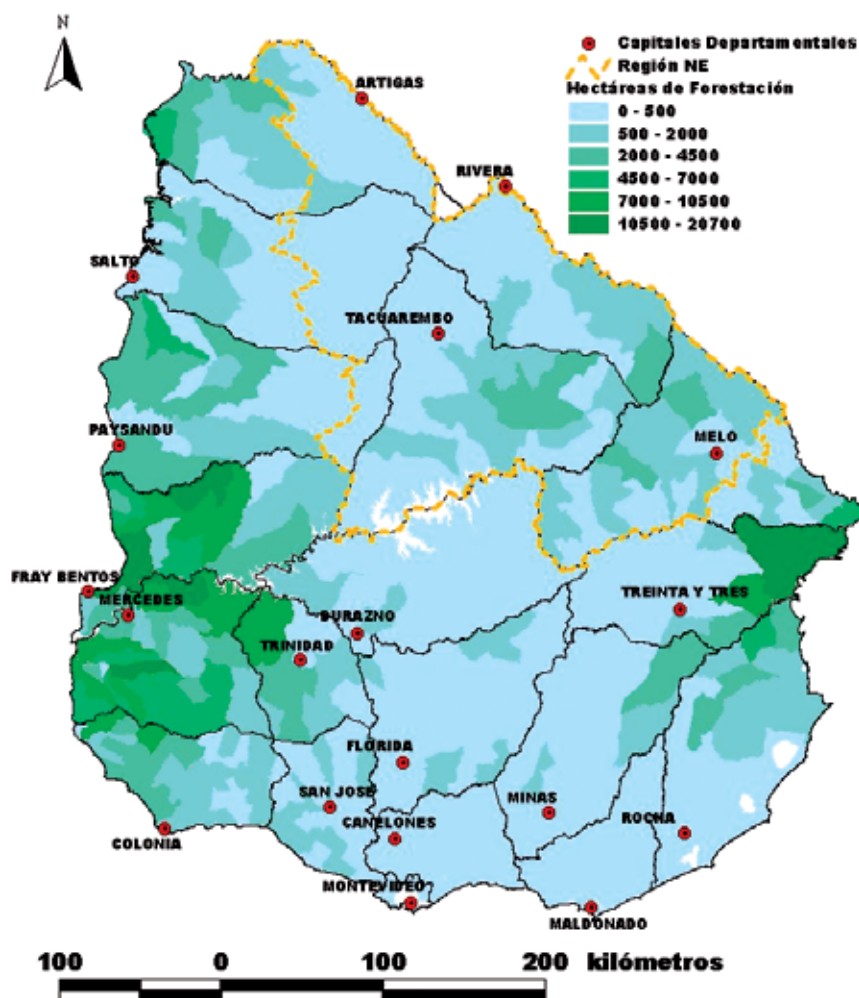 N
Capitales Departamentales
Región NE
Hectáreas de Forestación
0 - 500
500 - 2000
2000 - 4500
4500 - 7000
7000 - 10500
10500 - 20700
ARTIGAS
RIVERA
SALTO
TACUAREMBO
PAYSANDU
MELO
FRAY BENTOS
MERCEDES
TREINTA Y TRES
DURAZNO
TRINIDAD
FLORIDA
SAN JOSE
MINAS
CANELONES
ROCHA
COLONIA
MONTEVIDEO
MALDONADO
100 0 100 200 kilómetros